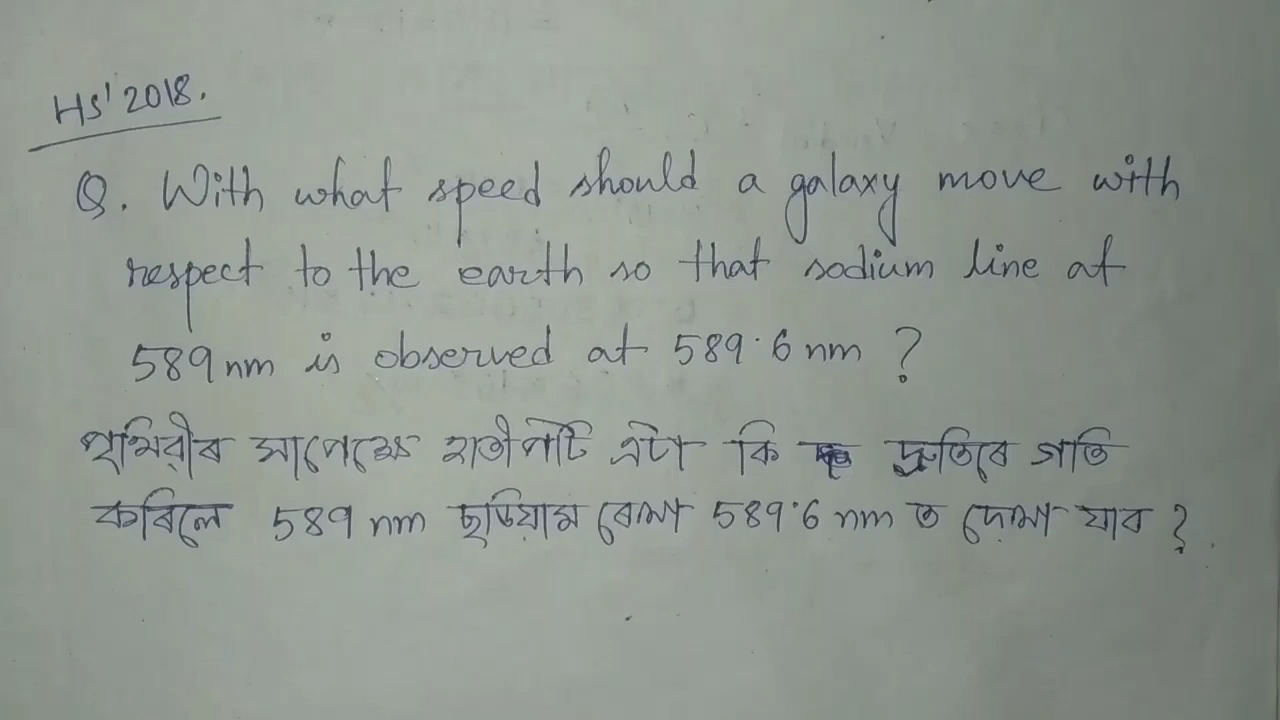 HS' 2018.
Q. With what speed should a galaxy move with
respect to the earth so that sodium line at
589 nm is observed at 589.6 nm ?
পৃথিৱীৰ সাপেক্ষে হাতীপটি এটা কি দ্ৰুতিৰে গতি
কৰিলে 589 nm ছডিয়াম ৰেখা 589.6 nm ত দেখা যাব ?